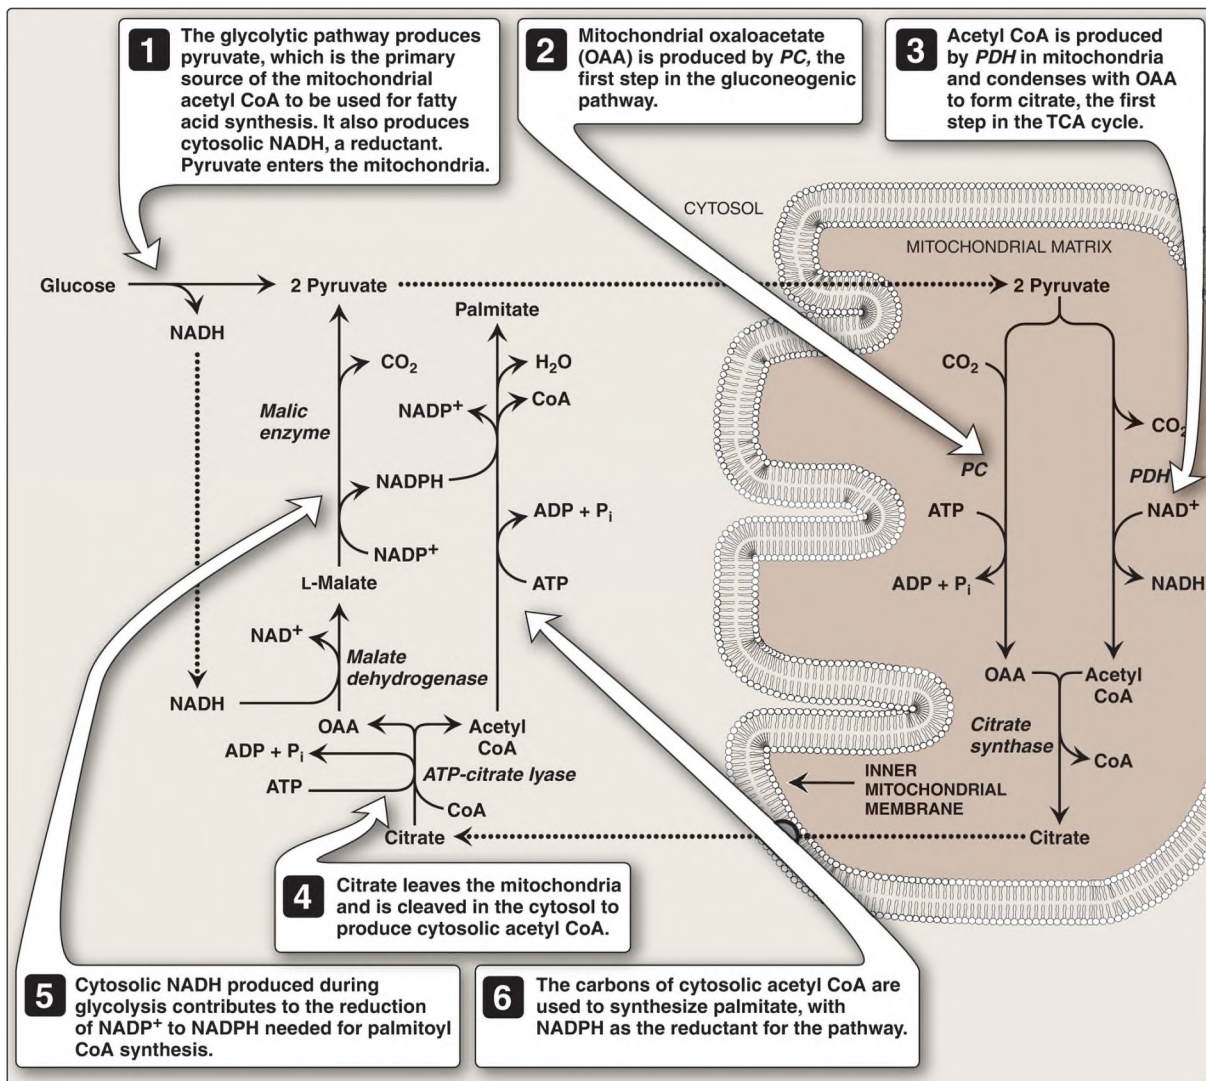 1
The glycolytic pathway produces
pyruvate, which is the primary
source of the mitochondrial
acetyl CoA to be used for fatty
acid synthesis. It also produces
cytosolic NADH, a reductant.
Pyruvate enters the mitochondria.
2
Mitochondrial oxaloacetate
(OAA) is produced by PC, the
first step in the gluconeogenic
pathway.
3
Acetyl CoA is produced
by PDH in mitochondria
and condenses with OAA
to form citrate, the first
step in the TCA cycle.
CYTOSOL
MITOCHONDRIAL MATRIX
Glucose
2 Pyruvate
2 Pyruvate
NADH
Palmitate
CO₂
H₂O
CO₂
NADP⁺
CoA
Malic
enzyme
CO₂
PC
PDH
NADPH
ADP + Pᵢ
ATP
NAD⁺
NADP⁺
L-Malate
ATP
ADP + Pᵢ
NADH
NAD⁺
Malate
dehydrogenase
NADH
OAA
Acetyl
CoA
OAA
Acetyl
CoA
Citrate
synthase
ADP + Pᵢ
ATP-citrate lyase
CoA
ATP
CoA
INNER
MITOCHONDRIAL
MEMBRANE
Citrate
Citrate
4
Citrate leaves the mitochondria
and is cleaved in the cytosol to
produce cytosolic acetyl CoA.
5
Cytosolic NADH produced during
glycolysis contributes to the reduction
of NADP⁺ to NADPH needed for palmitoyl
CoA synthesis.
6
The carbons of cytosolic acetyl CoA are
used to synthesize palmitate, with
NADPH as the reductant for the pathway.